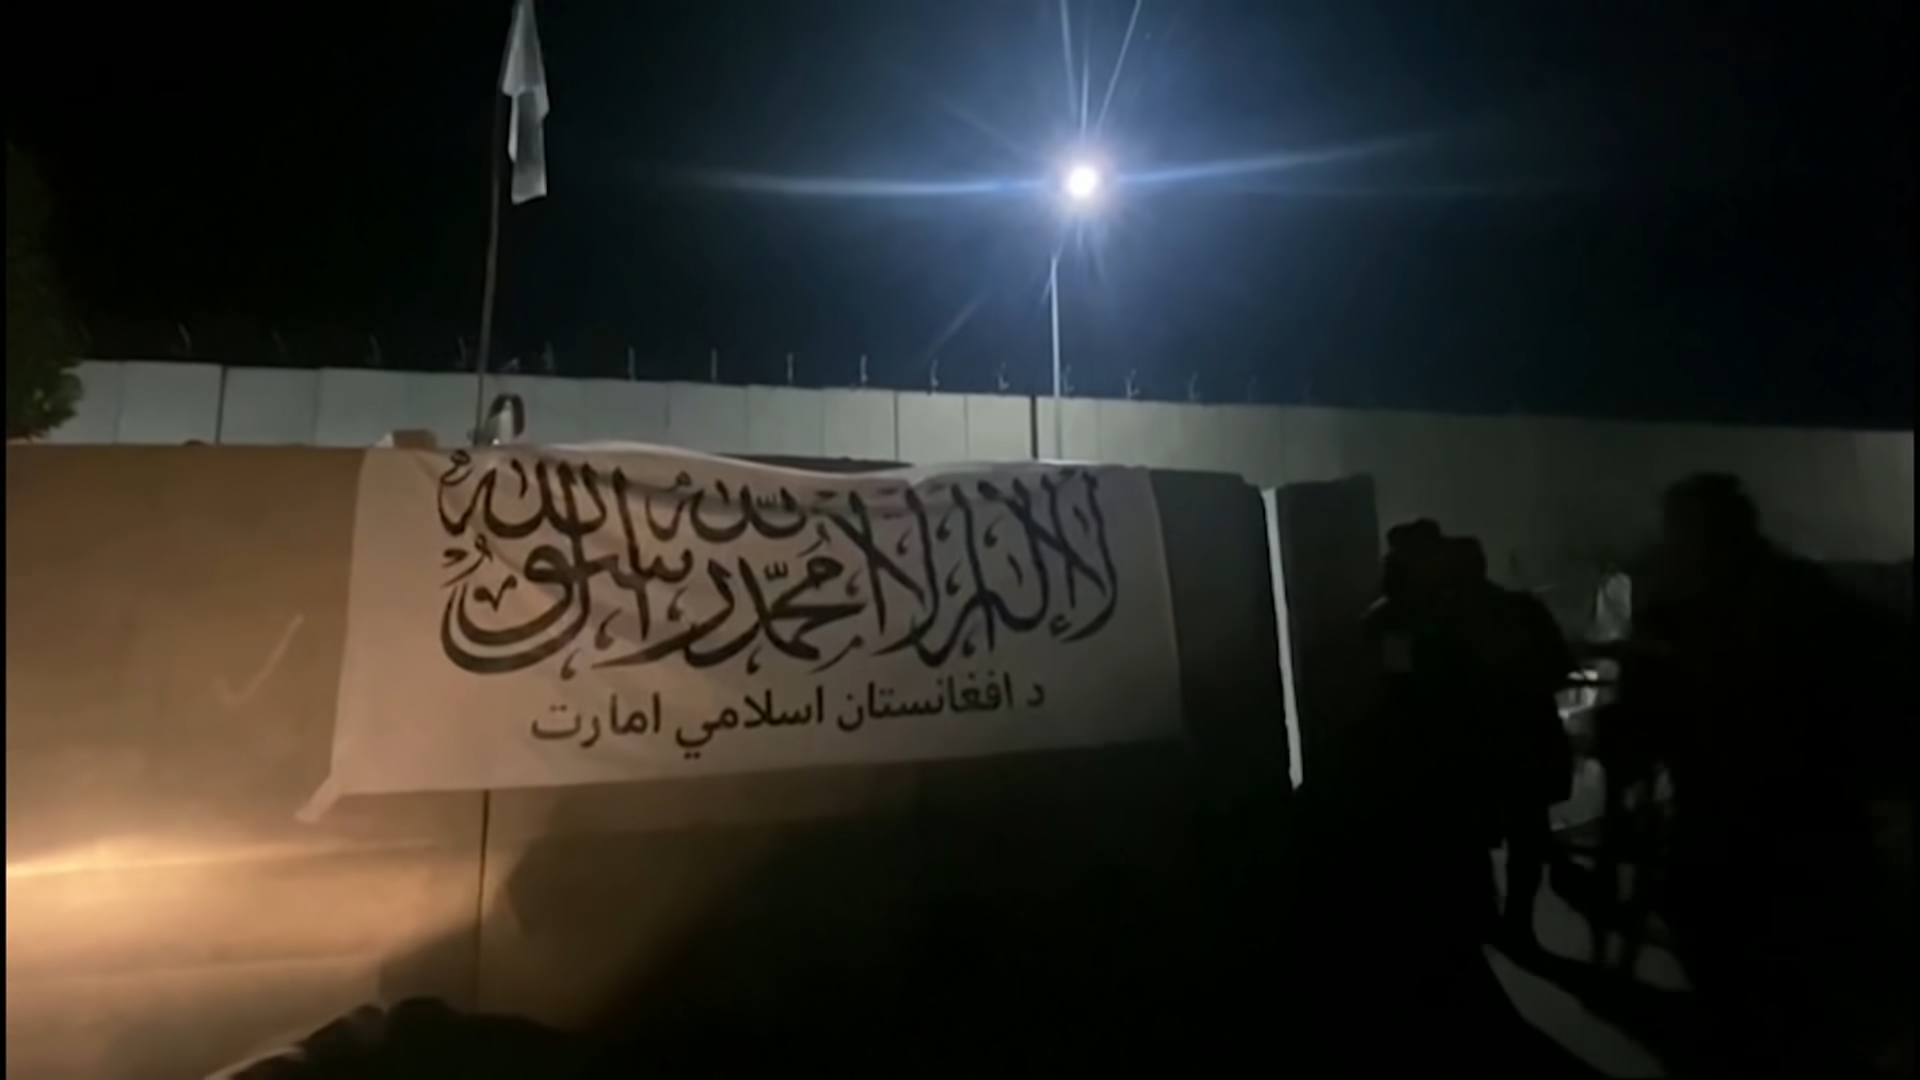 لا إله إلا الله محمد رسول الله
د افغانستان اسلامي امارت